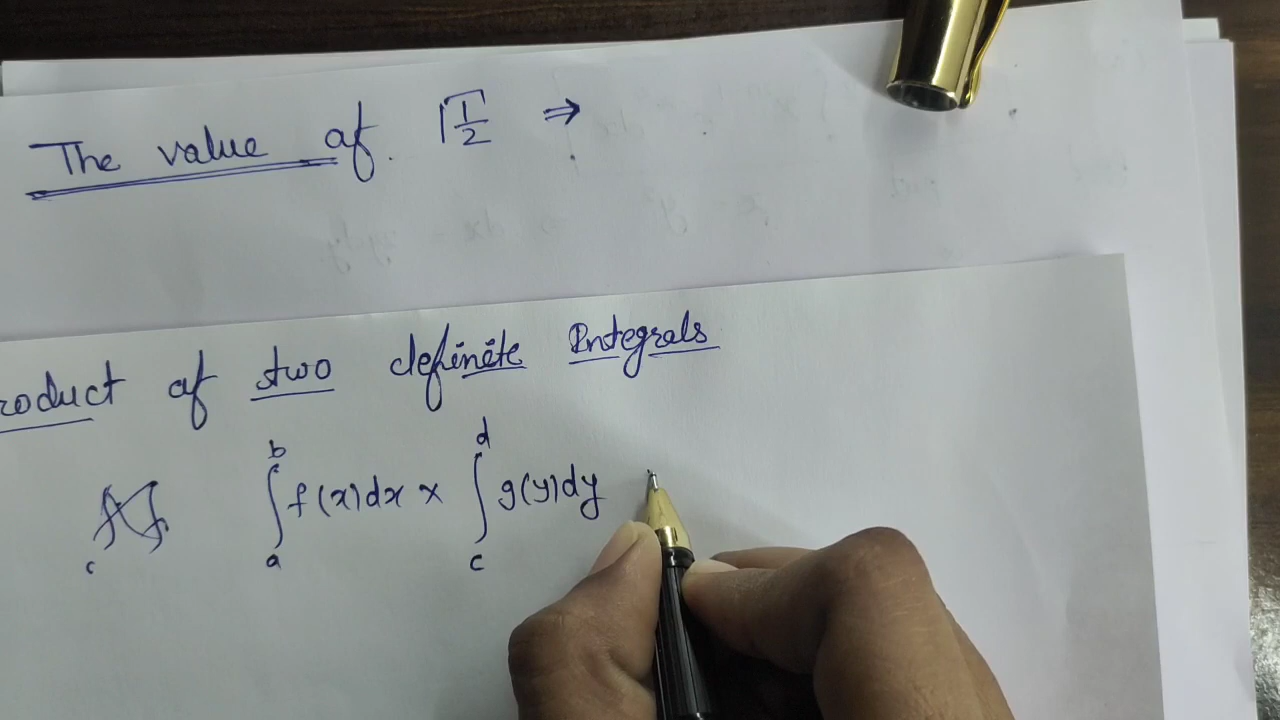 The value of Γ1/2 ⇒
roduct of two definite Integrals
∫_a^b f(x)dx × ∫_c^d g(y)dy
c